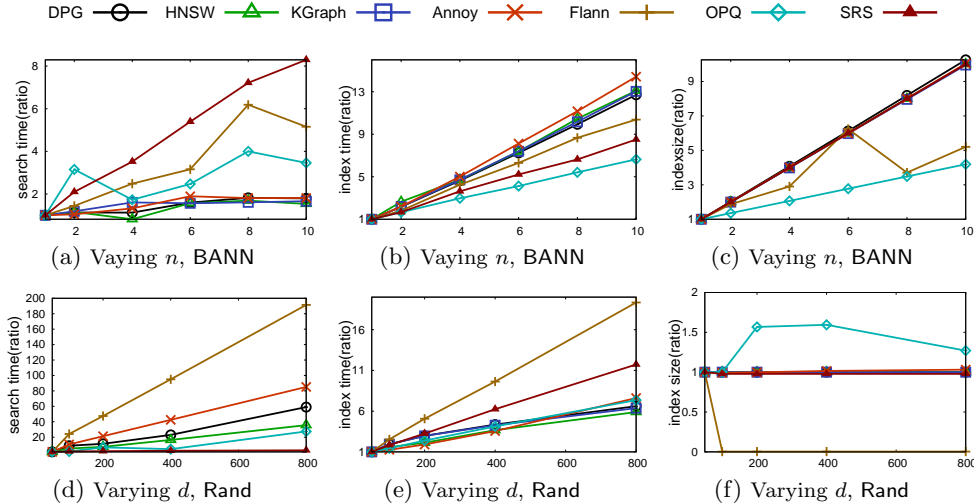 DPG HNSW KGraph Annoy Flann OPQ SRS
search time(ratio)
8
6
4
2
1 2 4 6 8 10
(a) Vaying n, BANN
index time(ratio)
13
9
5
1
1 2 4 6 8 10
(b) Vaying n, BANN
indexsize(ratio)
9
7
5
3
1
1 2 4 6 8 10
(c) Vaying n, BANN
search time(ratio)
200
180
160
140
120
100
80
60
40
20
200 400 600 800
(d) Varying d, Rand
index time(ratio)
16
11
6
1
200 400 600 800
(e) Varying d, Rand
index size(ratio)
2
1.5
1
0.5
0
200 400 600 800
(f) Varying d, Rand